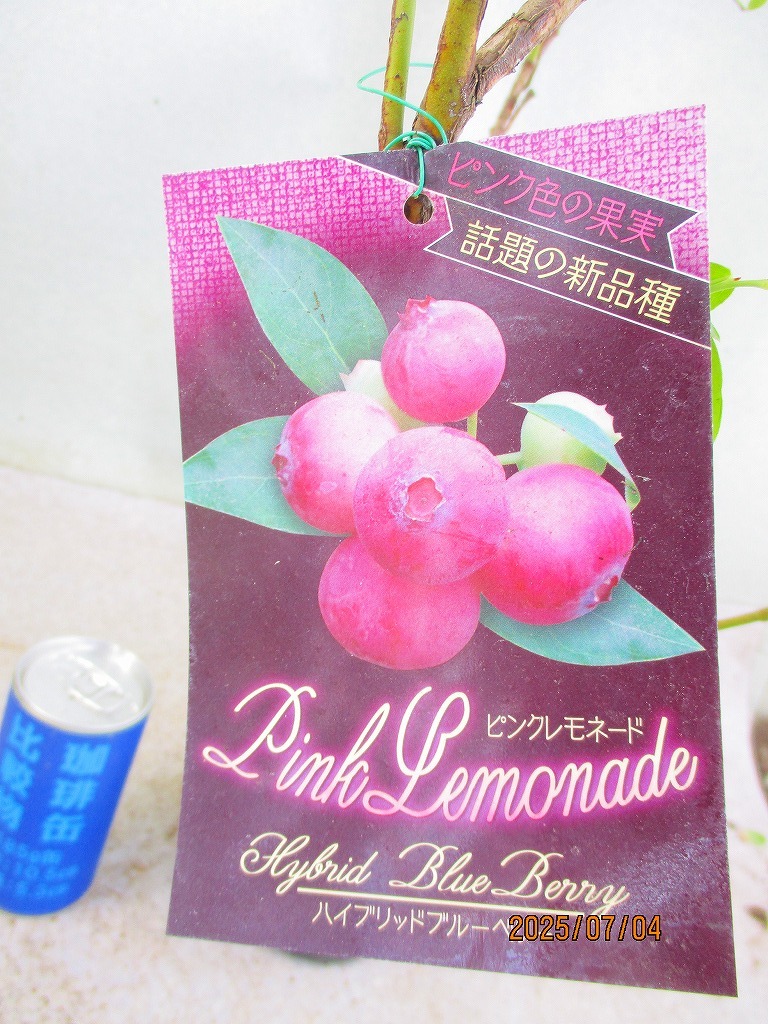 ピンク色の果実
話題の新品種
ピンクレモネード
Pink Lemonade
Hybrid BlueBerry
ハイブリッドブルーベ
2025/07/04
珈琲缶
比較物